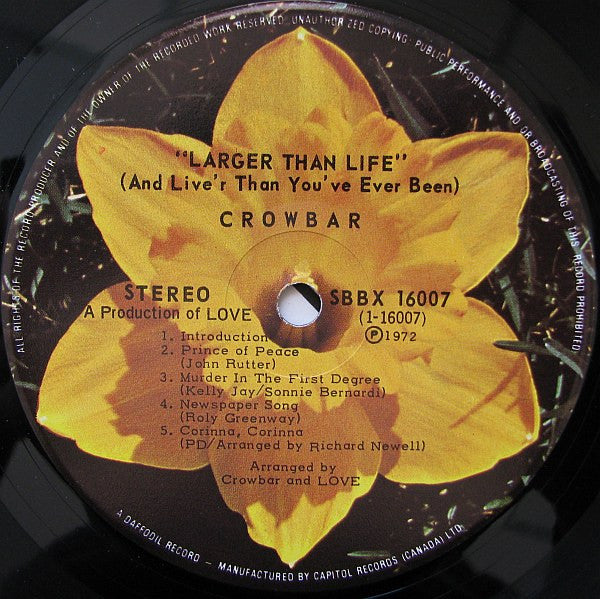 ALL RIGHTS OF THE RECORD PRODUCER AND OF THE OWNER OF THE RECORDED WORK RESERVED. UNAUTHORIZED COPYING, PUBLIC PERFORMANCE AND OR BROADCASTING OF THIS RECORD PROHIBITED
"LARGER THAN LIFE"
(And Live'r Than You've Ever Been)
CROWBAR
STEREO
A Production of LOVE
SBBX 16007
(1-16007)
℗1972
1. Introduction
2. Prince of Peace
(John Rutter)
3. Murder In The First Degree
(Kelly Jay/Sonnie Bernardi)
4. Newspaper Song
(Roly Greenway)
5. Corinna, Corinna
(PD/Arranged by Richard Newell)
Arranged by
Crowbar and LOVE
A DAFFODIL RECORD – MANUFACTURED BY CAPITOL RECORDS (CANADA) LTD.